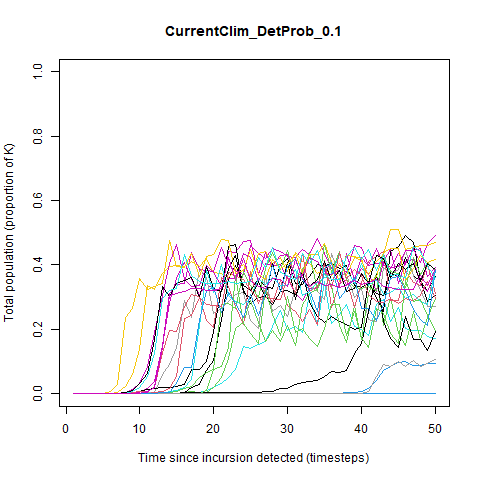 CurrentClim_DetProb_0.1
Total population (proportion of K)
1.0
0.8
0.6
0.4
0.2
0.0
0 10 20 30 40 50
Time since incursion detected (timesteps)